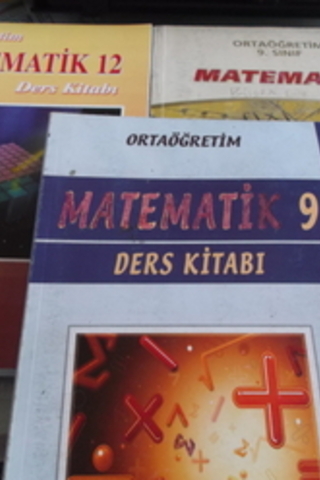 MATİK 12
Ders Kitabı
ORTAÖĞRETİM
9. SINIF
MATEMA
ORTAÖĞRETİM
MATEMATİK 9
DERS KİTABI